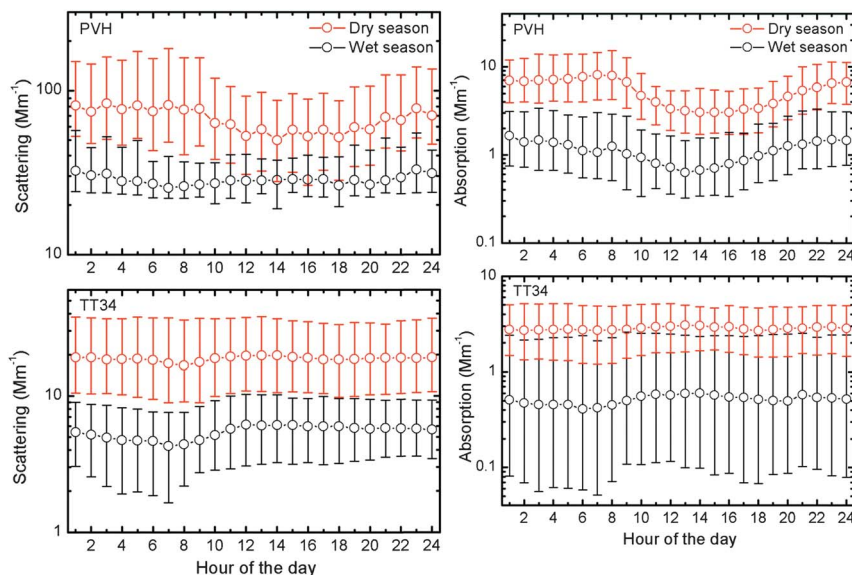 PVH
Dry season
Wet season
Scattering (Mm⁻¹)
100
10
2 4 6 8 10 12 14 16 18 20 22 24
PVH
Dry season
Wet season
Absorption (Mm⁻¹)
10
1
0.1
2 4 6 8 10 12 14 16 18 20 22 24
TT34
Scattering (Mm⁻¹)
10
1
2 4 6 8 10 12 14 16 18 20 22 24
Hour of the day
TT34
Absorption (Mm⁻¹)
10
1
0.1
2 4 6 8 10 12 14 16 18 20 22 24
Hour of the day